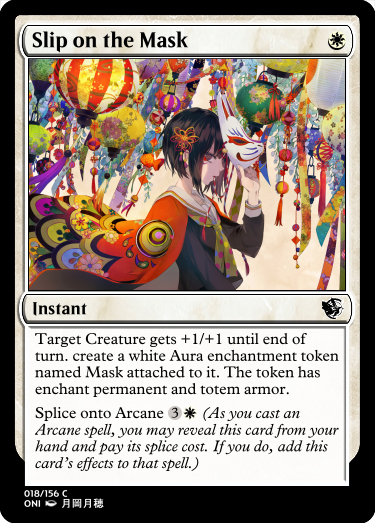 Slip on the Mask
Instant
Target Creature gets +1/+1 until end of
turn. create a white Aura enchantment token
named Mask attached to it. The token has
enchant permanent and totem armor.
Splice onto Arcane 3 (As you cast an
Arcane spell, you may reveal this card from your
hand and pay its splice cost. If you do, add this
card's effects to that spell.)
018/156 C
ONI 月岡月穂